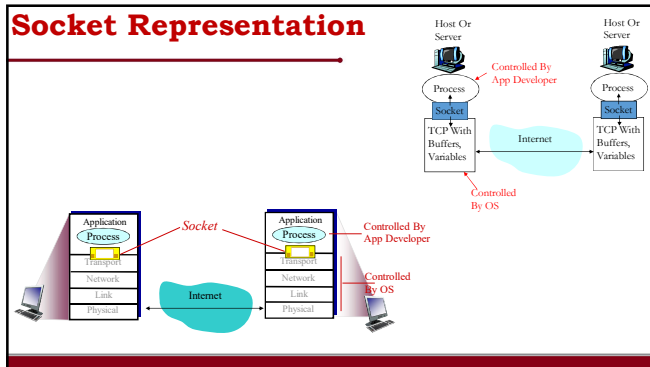 Socket Representation
Host Or
Server
Host Or
Server
Controlled By
App Developer
Process
Process
Socket
Socket
TCP With
Buffers,
Variables
Internet
TCP With
Buffers,
Variables
Controlled
By OS
Application
Process
Transport
Network
Link
Physical
Socket
Internet
Application
Process
Transport
Network
Link
Physical
Controlled By
App Developer
Controlled
By OS